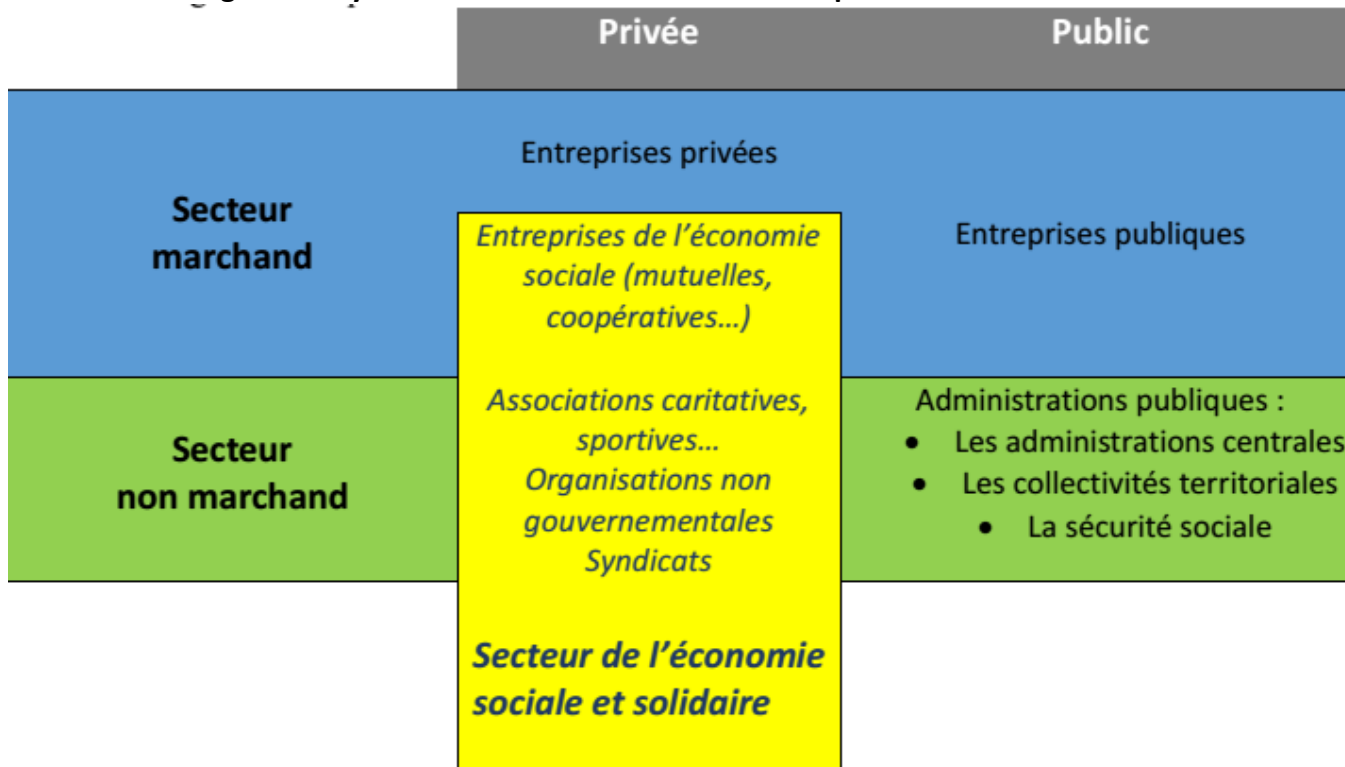 Privée
Public
Secteur
marchand
Entreprises privées
Entreprises de l’économie
sociale (mutuelles,
coopératives…)
Entreprises publiques
Secteur
non marchand
Associations caritatives,
sportives…
Organisations non
gouvernementales
Syndicats
Administrations publiques :
• Les administrations centrales
• Les collectivités territoriales
• La sécurité sociale
Secteur de l’économie
sociale et solidaire